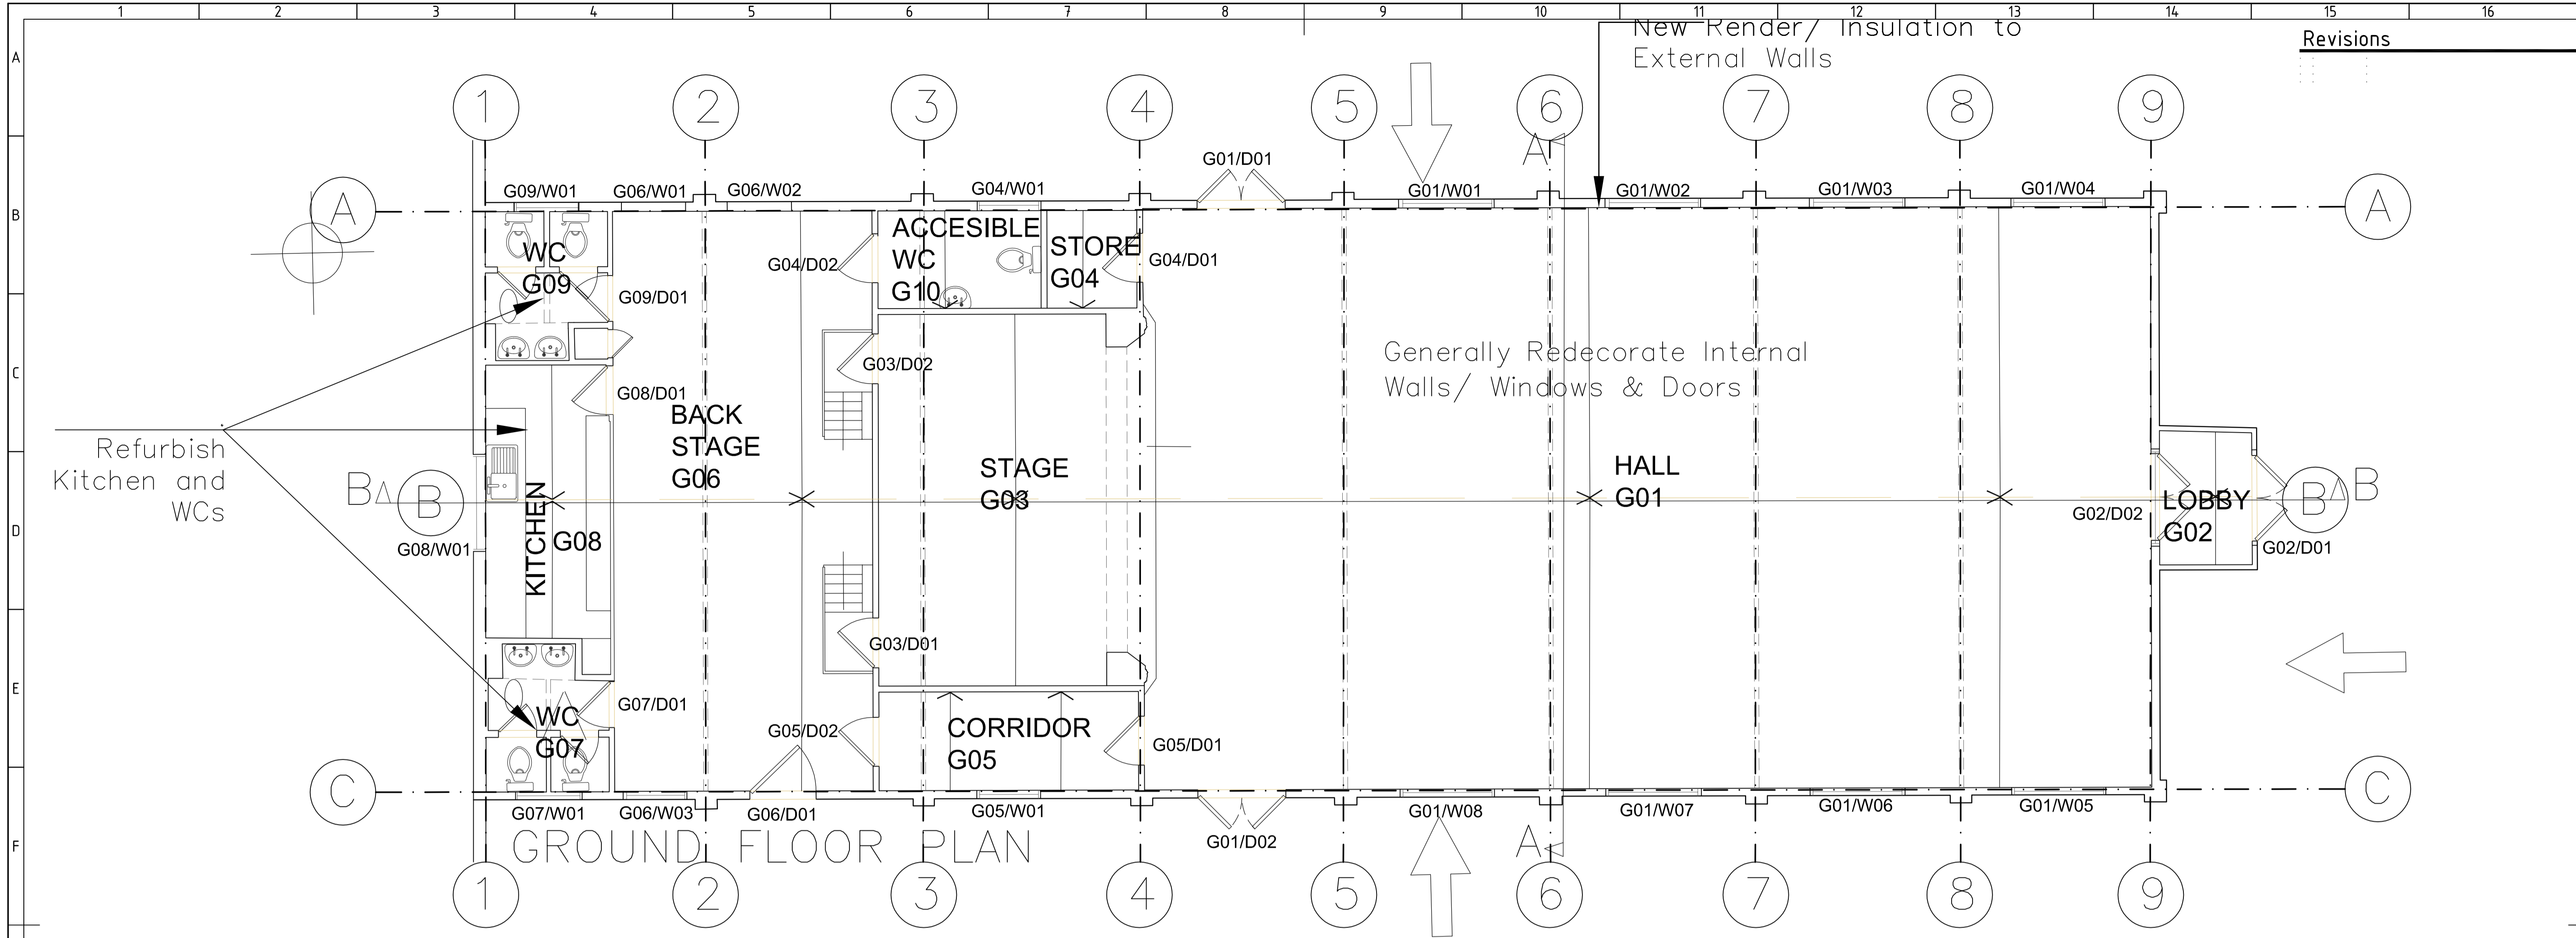 1 2 3 4 5 6 7 8 9 10 11 12 13 14 15 16
New Render/ Insulation to
External Walls
Revisions
A
1 2 3 4 5 6 7 8 9
A
G01/D01
G09/W01 G06/W01 G06/W02 G04/W01 G01/W01 G01/W02 G01/W03 G01/W04
B
A A
ACCESIBLE
WC
G10
STORE
G04
WC
G09
G04/D02
G04/D01
G09/D01
C
Generally Redecorate Internal
Walls/ Windows & Doors
G03/D02
G08/D01
BACK
STAGE
G06
Refurbish
Kitchen and
WCs
STAGE
G03
HALL
G01
B B
B B
LOBBY
G02
G02/D02
G02/D01
D
KITCHEN
G08
G08/W01
G03/D01
E
G07/D01
WC
G07
G05/D02
CORRIDOR
G05
G05/D01
C C
G07/W01 G06/W03 G06/D01 G05/W01 G01/W08 G01/W07 G01/W06 G01/W05
G01/D02
A
F
GROUND FLOOR PLAN
1 2 3 4 5 6 7 8 9